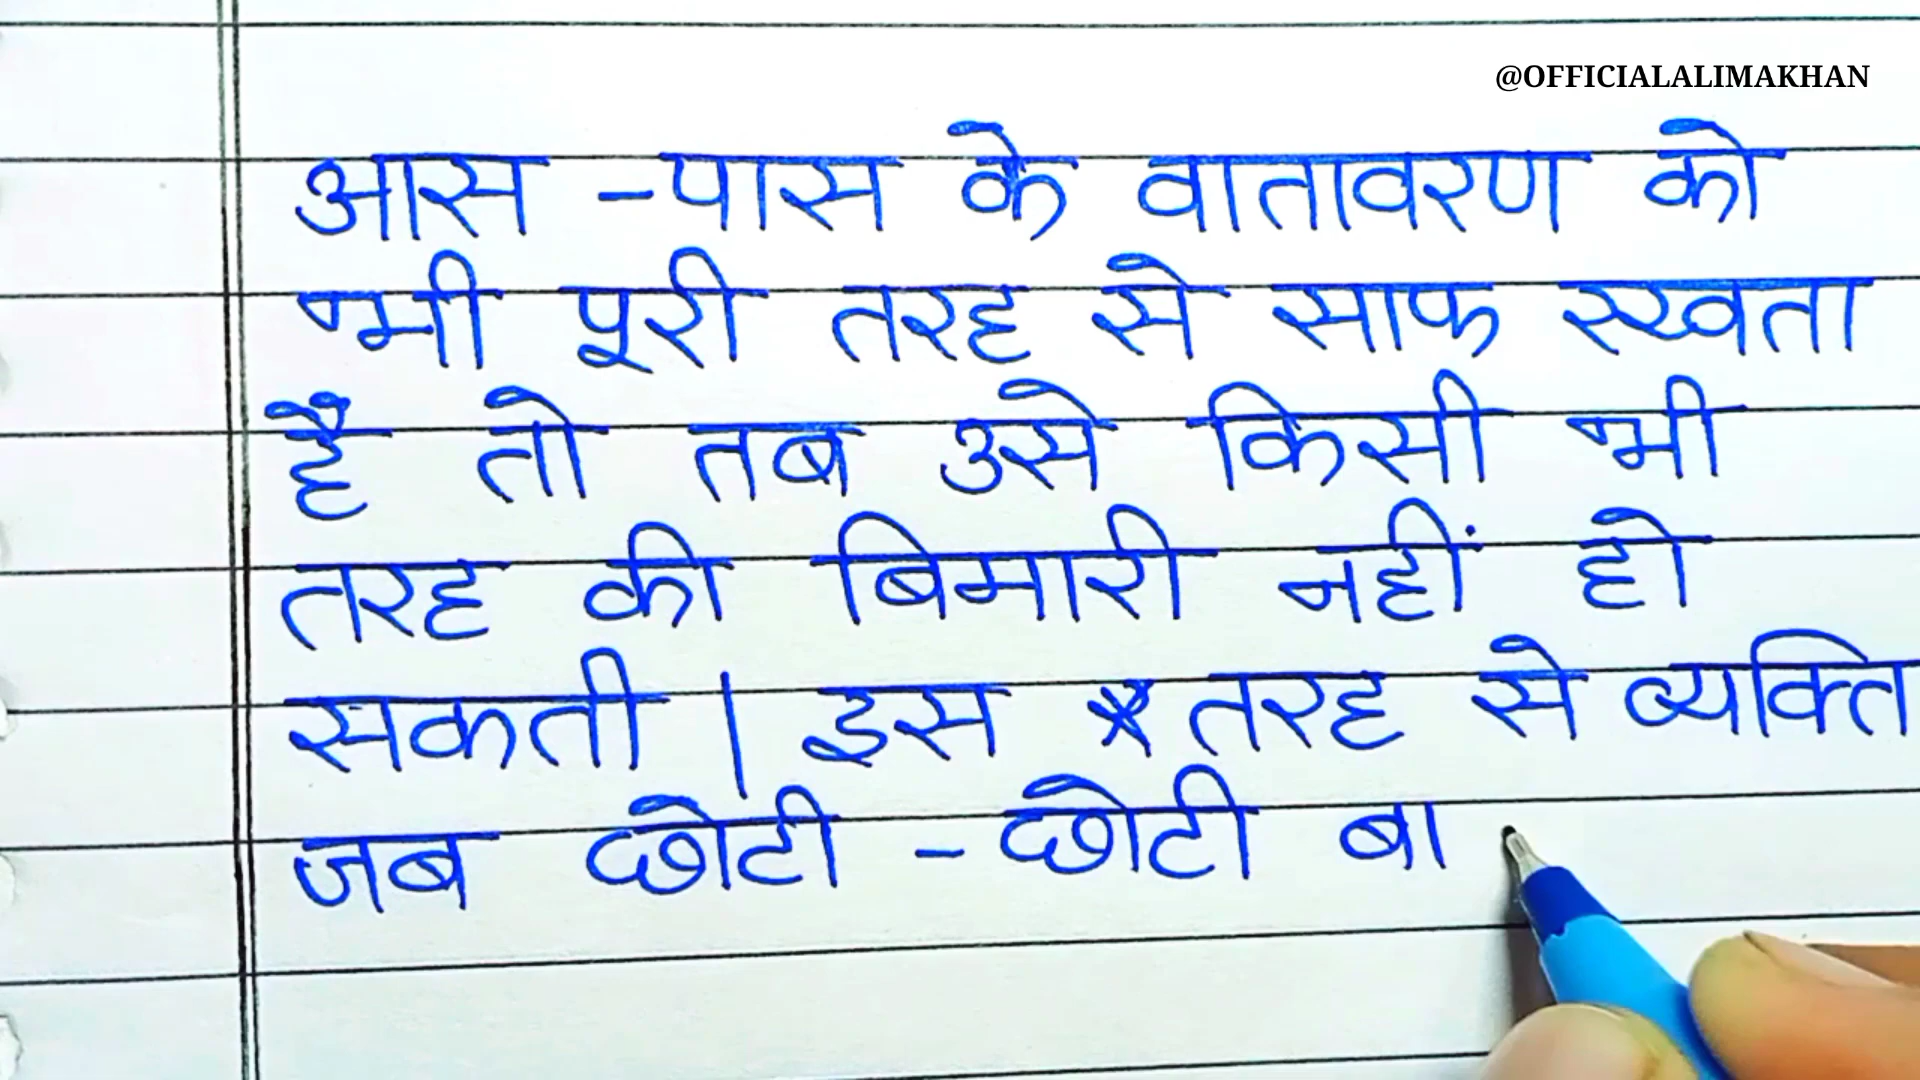 @OFFICIALALIMAKHAN
आस -पास के वातावरण को
भी पूरी तरह से साफ रखता
है तो तब उसे किसी भी
तरह की बिमारी नहीं हो
सकती । इस तरह से व्यक्ति
जब छोटी - छोटी बा